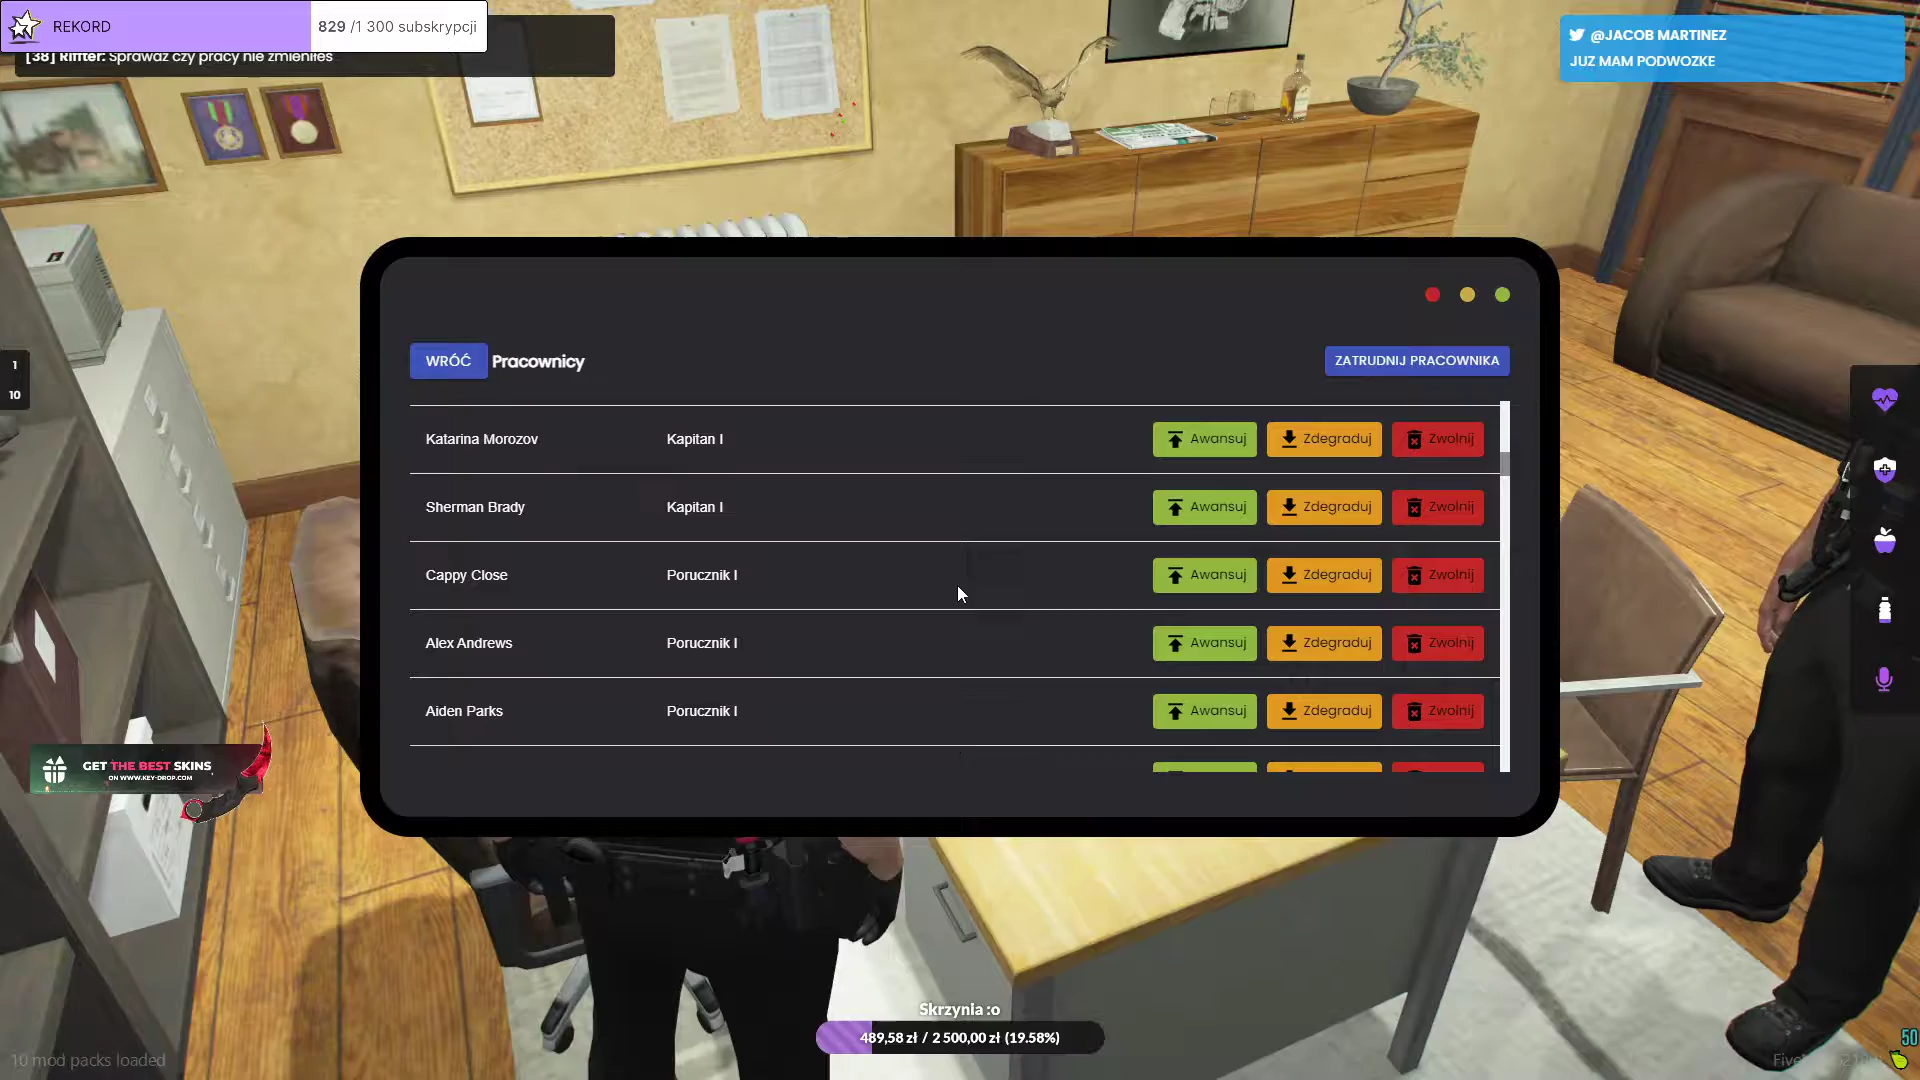 REKORD
829 /1 300 subskrypcji
[38] Riffter: Sprawdź czy pracy nie zmieniłeś
@JACOB MARTINEZ
JUZ MAM PODWOZKE
1
10
WRÓĆ
Pracownicy
ZATRUDNIJ PRACOWNIKA
Katarina Morozov Kapitan I Awansuj Zdegraduj Zwolnij
Sherman Brady Kapitan I Awansuj Zdegraduj Zwolnij
Cappy Close Porucznik I Awansuj Zdegraduj Zwolnij
Alex Andrews Porucznik I Awansuj Zdegraduj Zwolnij
Aiden Parks Porucznik I Awansuj Zdegraduj Zwolnij
GET THE BEST SKINS
ON WWW.KEY-DROP.COM
Skrzynia :o
489,58 zł / 2 500,00 zł (19.58%)
10 mod packs loaded
50